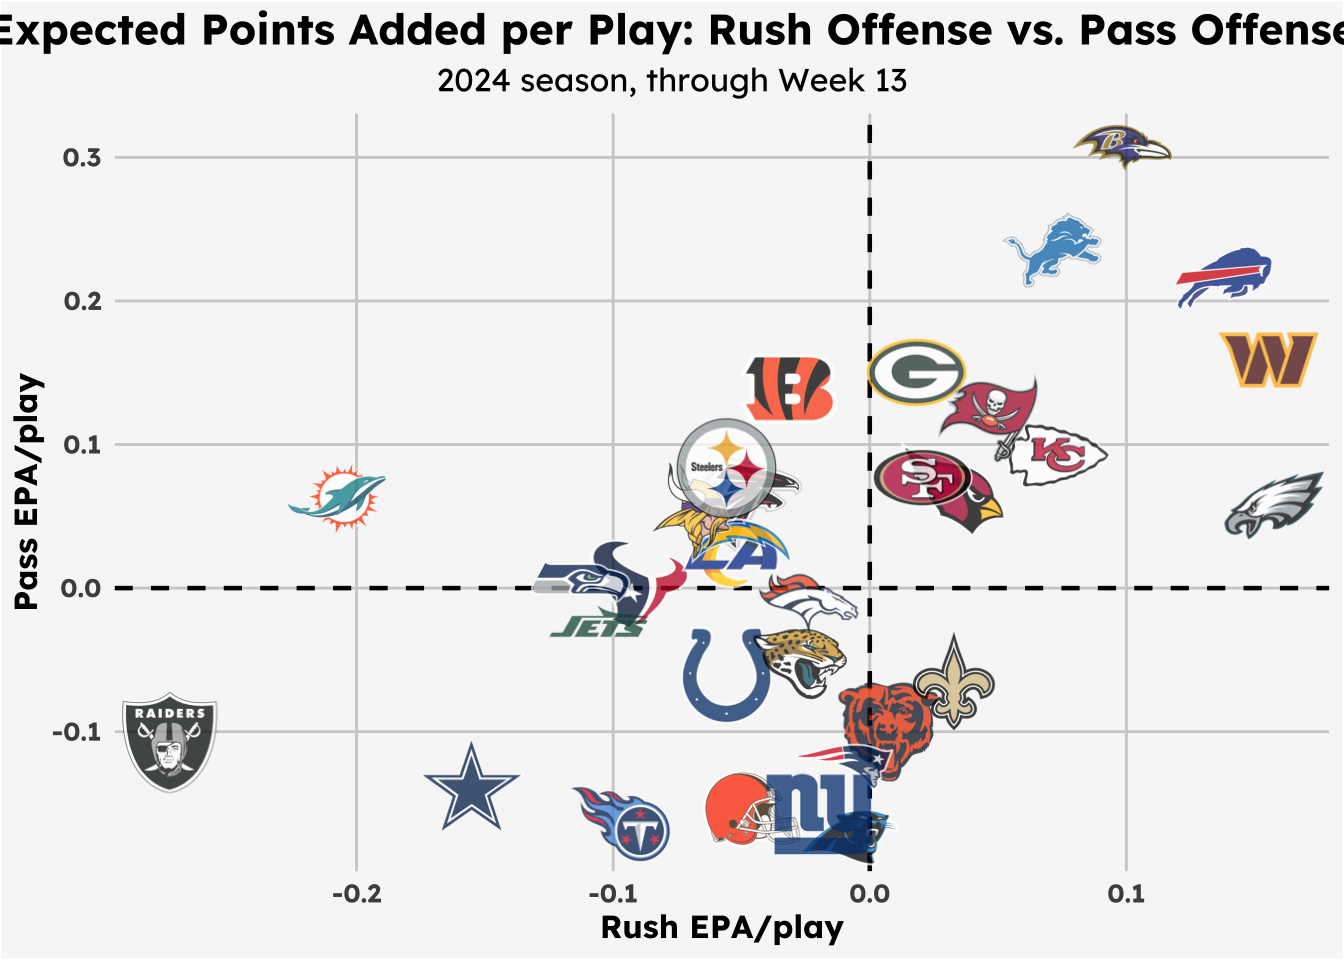 Expected Points Added per Play: Rush Offense vs. Pass Offense
2024 season, through Week 13
0.3
0.2
0.1
0.0
-0.1
Pass EPA/play
B
W
G
B
KC
Steelers
SF
LA
JETS
RAIDERS
T
ny
-0.2
-0.1
0.0
0.1
Rush EPA/play